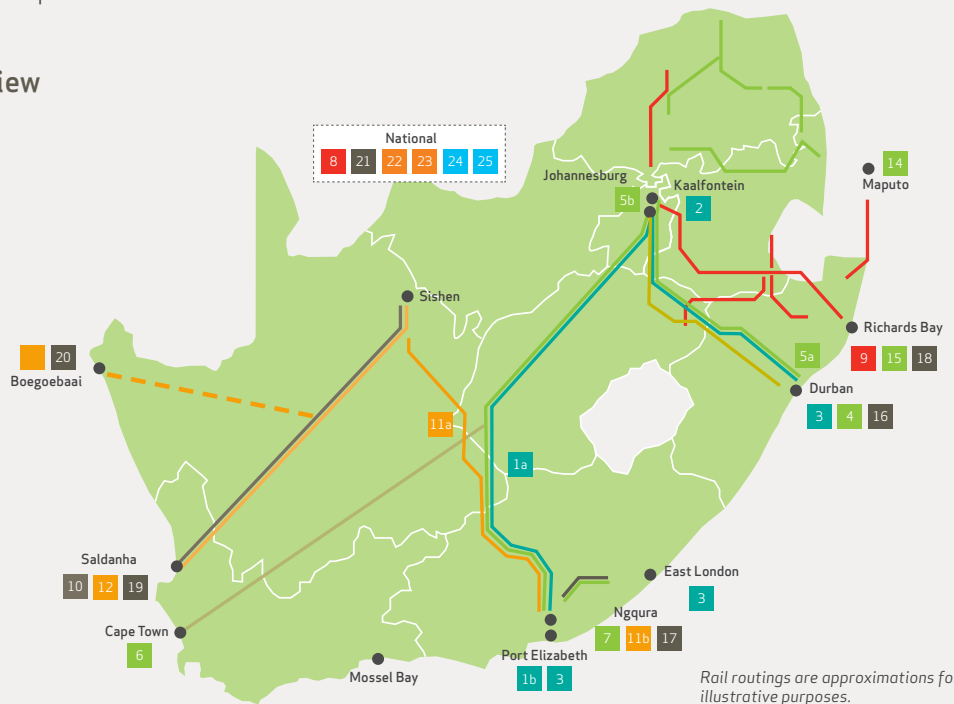 iew
National
8 21 22 23 24 25
Johannesburg
Kaalfontein
5b
2
14
Maputo
Sishen
Richards Bay
9 15 18
20
Boegoebaai
5a
Durban
3 4 16
11a
1a
Saldanha
10 12 19
East London
3
Cape Town
6
Ngqura
7 11b 17
Port Elizabeth
1b 3
Mossel Bay
Rail routings are approximations fo
illustrative purposes.